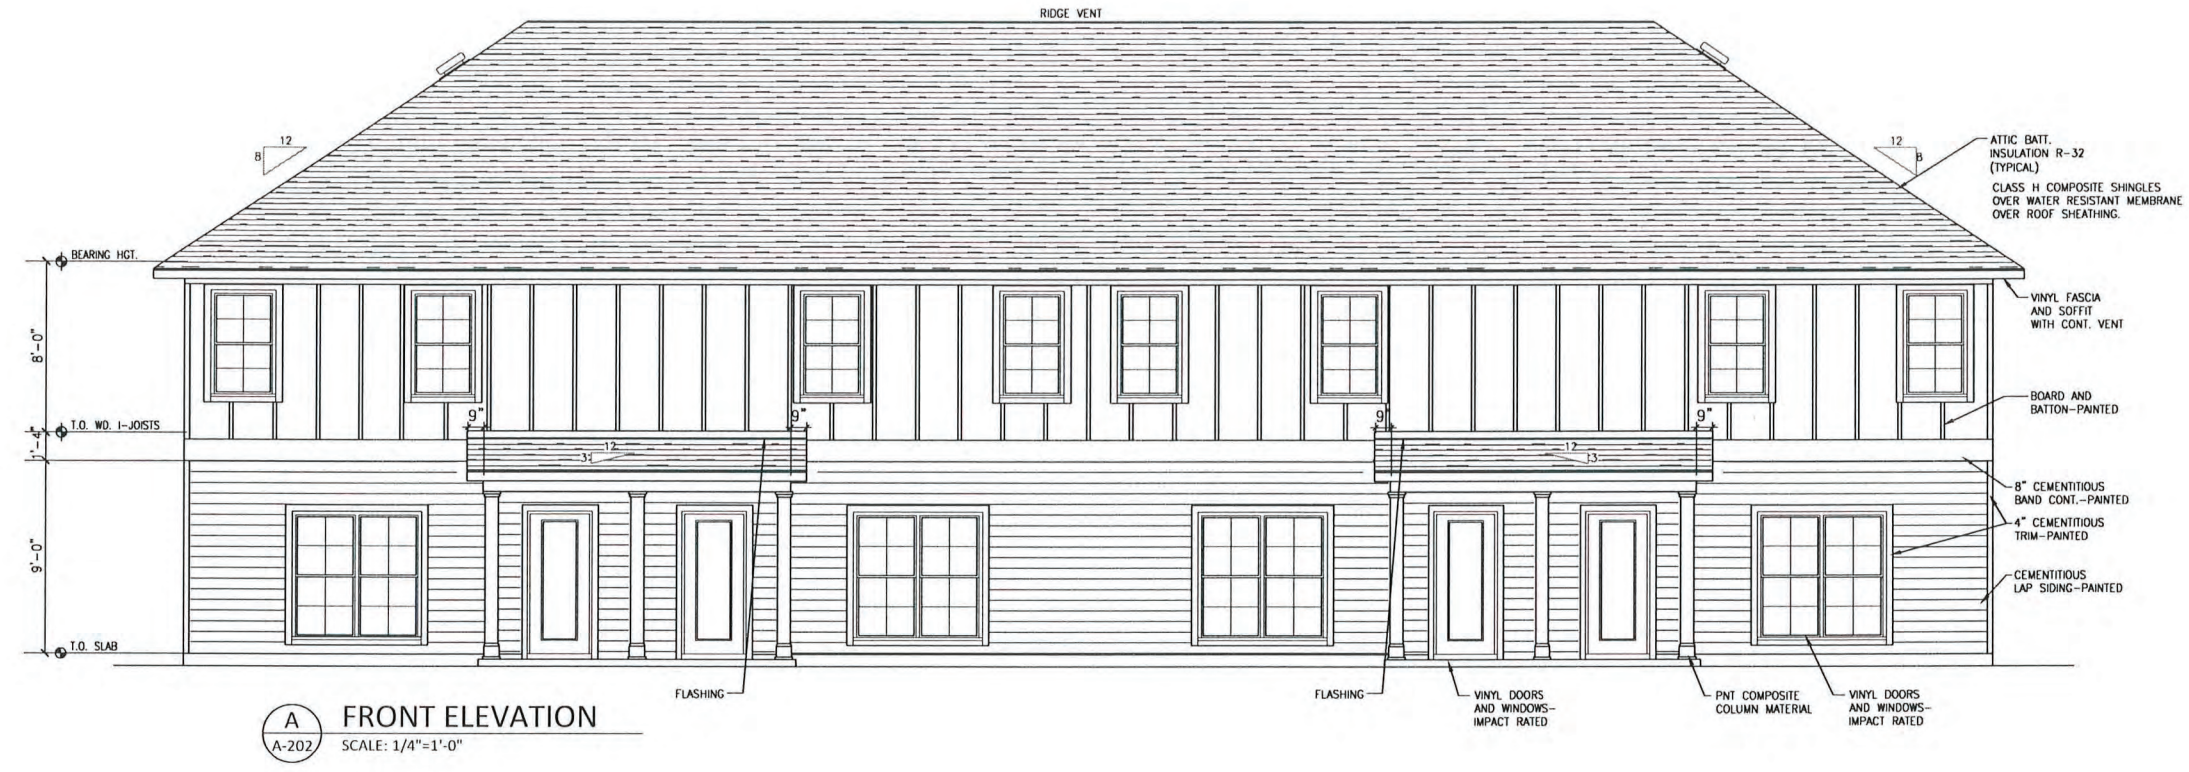 RIDGE VENT
12
8
12
8
ATTIC BATT.
INSULATION R-32
(TYPICAL)
CLASS H COMPOSITE SHINGLES
OVER WATER RESISTANT MEMBRANE
OVER ROOF SHEATHING.
BEARING HGT.
VINYL FASCIA
AND SOFFIT
WITH CONT. VENT
8'-0"
BOARD AND
BATTON-PAINTED
9"
9"
9"
9"
T.O. WD. I-JOISTS
1'-4"
12
3
12
3
8" CEMENTITIOUS
BAND CONT.-PAINTED
4" CEMENTITIOUS
TRIM-PAINTED
9'-0"
CEMENTITIOUS
LAP SIDING-PAINTED
T.O. SLAB
FLASHING
FLASHING
VINYL DOORS
AND WINDOWS-
IMPACT RATED
PNT COMPOSITE
COLUMN MATERIAL
VINYL DOORS
AND WINDOWS-
IMPACT RATED
A
A-202
FRONT ELEVATION
SCALE: 1/4"=1'-0"